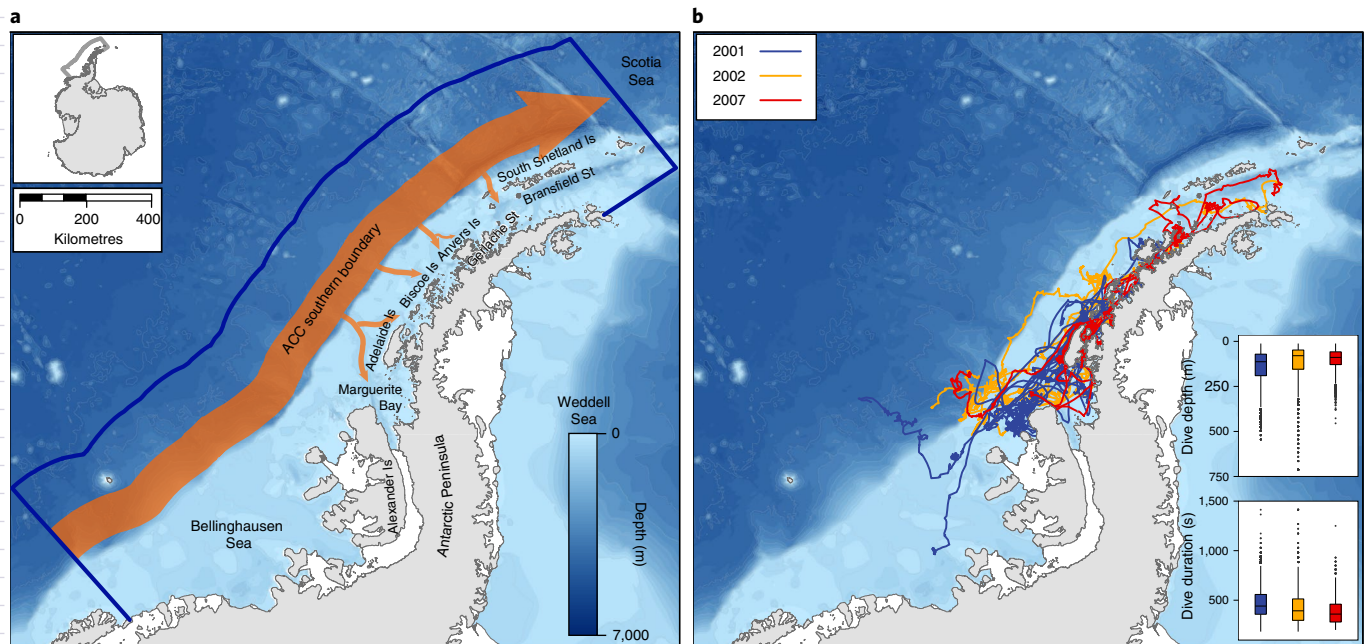 a
Scotia
Sea
ACC southern boundary
South Snetland Is
Bransfield St
Gerlache St
Anvers Is
Biscoe Is
Adelaide Is
Marguerite
Bay
Alexander Is
Antarctic Peninsula
Bellinghausen
Sea
Weddell
Sea
0
Depth (m)
7,000
0 200 400
Kilometres
b
2001
2002
2007
Dive depth (m)
0
250
500
750
Dive duration (s)
1,500
1,000
500